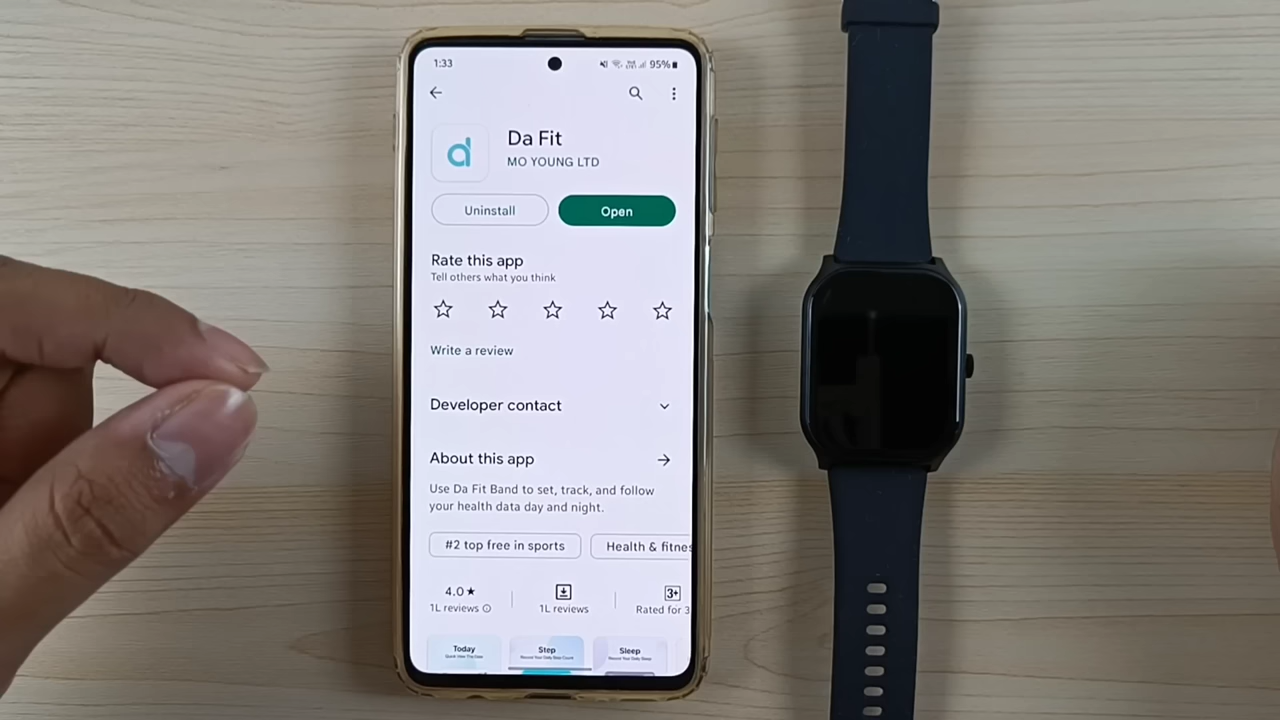 1:33
95%
Da Fit
MO YOUNG LTD
Uninstall
Open
Rate this app
Tell others what you think
Write a review
Developer contact
About this app
Use Da Fit Band to set, track, and follow
your health data day and night.
#2 top free in sports
Health & fitnes
4.0★
1L reviews
1L reviews
3+
Rated for 3
Today
Step
Sleep